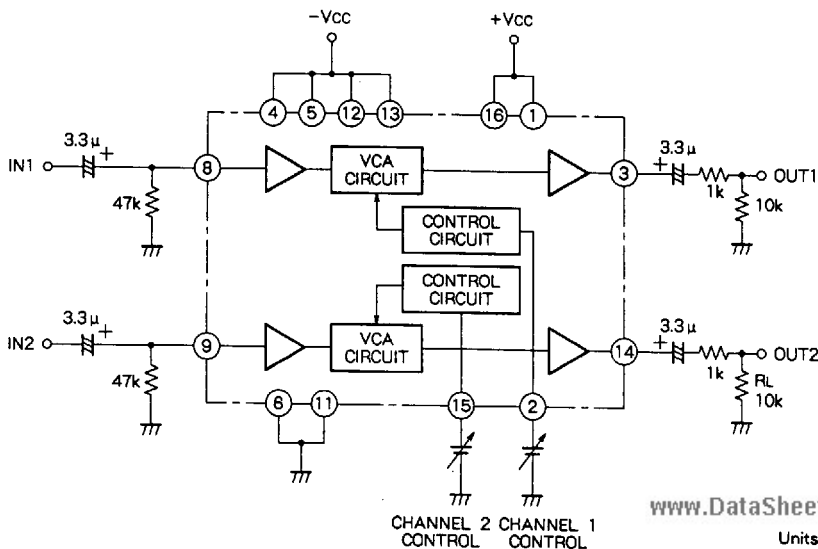 -VCC +VCC
4 5 12 13 16 1
3.3μ + 3.3μ +
IN1 8 VCA CIRCUIT 3 OUT1
47k 1k 10k
CONTROL CIRCUIT
CONTROL CIRCUIT
3.3μ + 3.3μ +
IN2 9 VCA CIRCUIT 14 OUT2
47k 1k RL 10k
6 11 15 2
CHANNEL 2 CONTROL CHANNEL 1 CONTROL
www.DataShee
Units